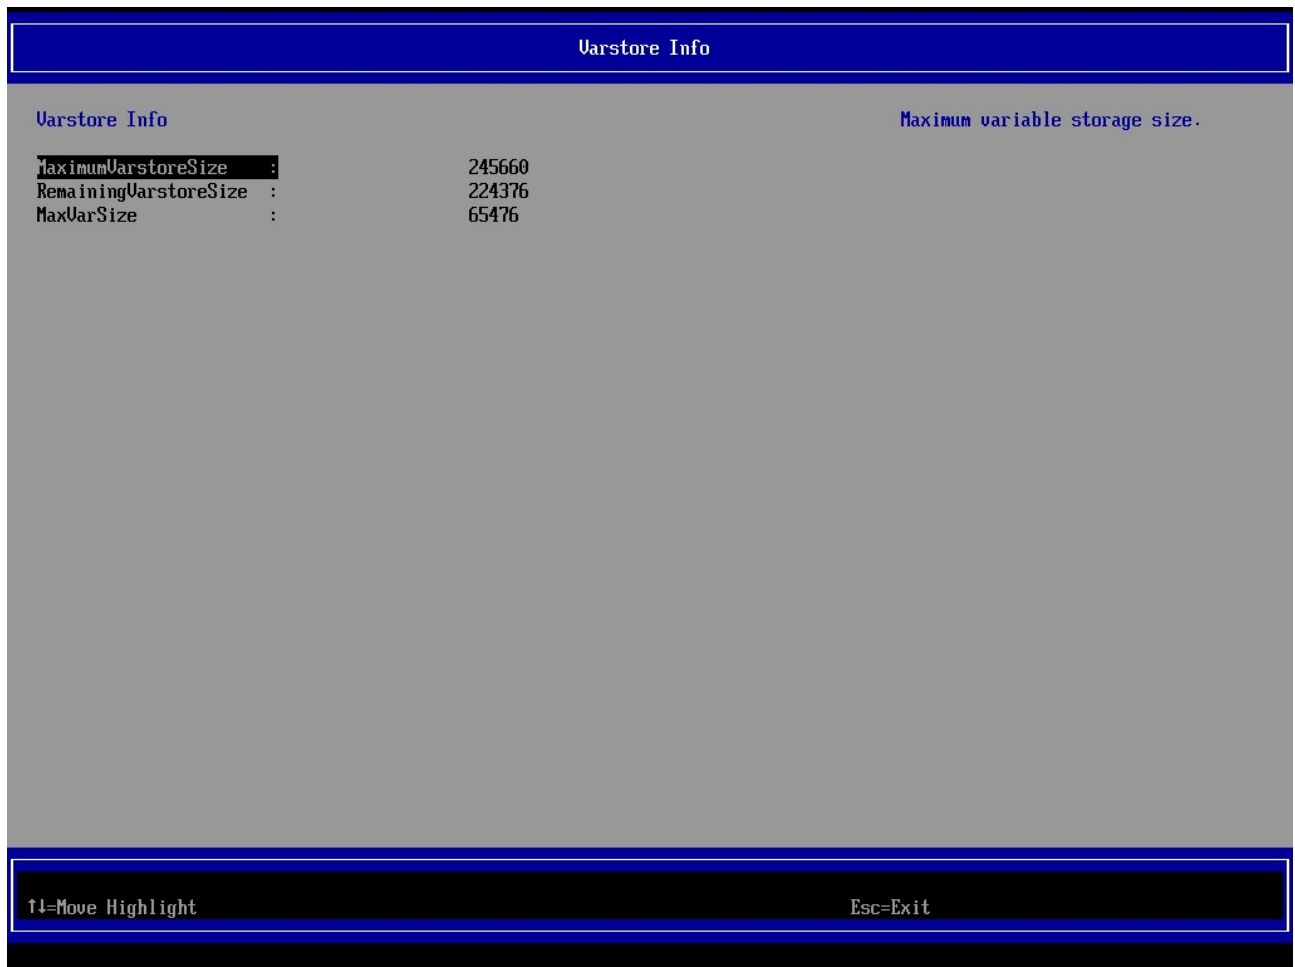 Varstore Info
Varstore Info
Maximum variable storage size.
MaximumVarstoreSize : 245660
RemainingVarstoreSize : 224376
MaxVarSize : 65476
↑↓=Move Highlight
Esc=Exit